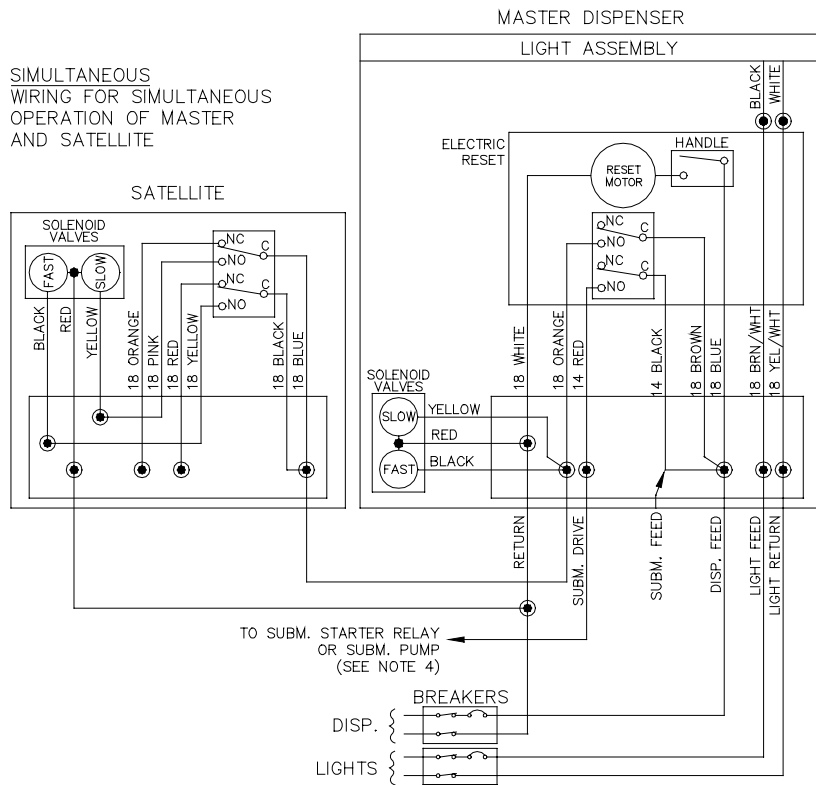 MASTER DISPENSER
LIGHT ASSEMBLY
SIMULTANEOUS
WIRING FOR SIMULTANEOUS
OPERATION OF MASTER
AND SATELLITE
BLACK
WHITE
ELECTRIC
RESET
RESET
MOTOR
HANDLE
NC
C
NO
NC
C
NO
SATELLITE
SOLENOID
VALVES
FAST
SLOW
NC
C
NO
NC
C
NO
BLACK
RED
YELLOW
18 ORANGE
18 PINK
18 RED
18 YELLOW
18 BLACK
18 BLUE
18 WHITE
18 ORANGE
14 RED
14 BLACK
18 BROWN
18 BLUE
18 BRN/WHT
18 YEL/WHT
SOLENOID
VALVES
SLOW
FAST
YELLOW
RED
BLACK
RETURN
SUBM. DRIVE
SUBM. FEED
DISP. FEED
LIGHT FEED
LIGHT RETURN
TO SUBM. STARTER RELAY
OR SUBM. PUMP
(SEE NOTE 4)
BREAKERS
DISP.
LIGHTS